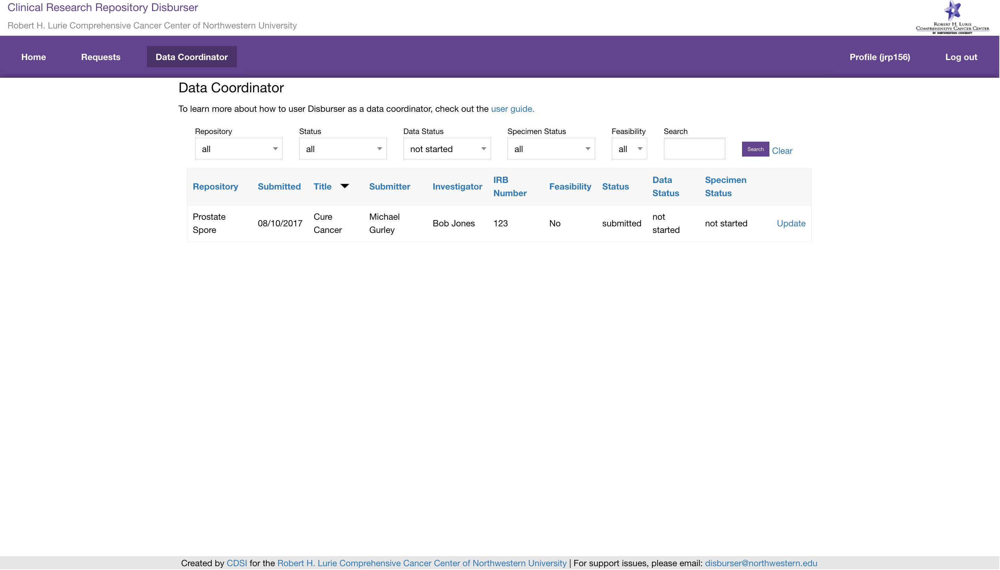 Clinical Research Repository Disburser
Robert H. Lurie Comprehensive Cancer Center of Northwestern University
ROBERT H. LURIE
COMPREHENSIVE CANCER CENTER
OF NORTHWESTERN UNIVERSITY
Home Requests Data Coordinator Profile (jrp156) Log out
Data Coordinator
To learn more about how to user Disburser as a data coordinator, check out the user guide.
Repository Status Data Status Specimen Status Feasibility Search
all all not started all all Search Clear
Repository Submitted Title Submitter Investigator IRB Number Feasibility Status Data Status Specimen Status
Prostate Spore 08/10/2017 Cure Cancer Michael Gurley Bob Jones 123 No submitted not started not started Update
Created by CDSI for the Robert H. Lurie Comprehensive Cancer Center of Northwestern University | For support issues, please email: disburser@northwestern.edu